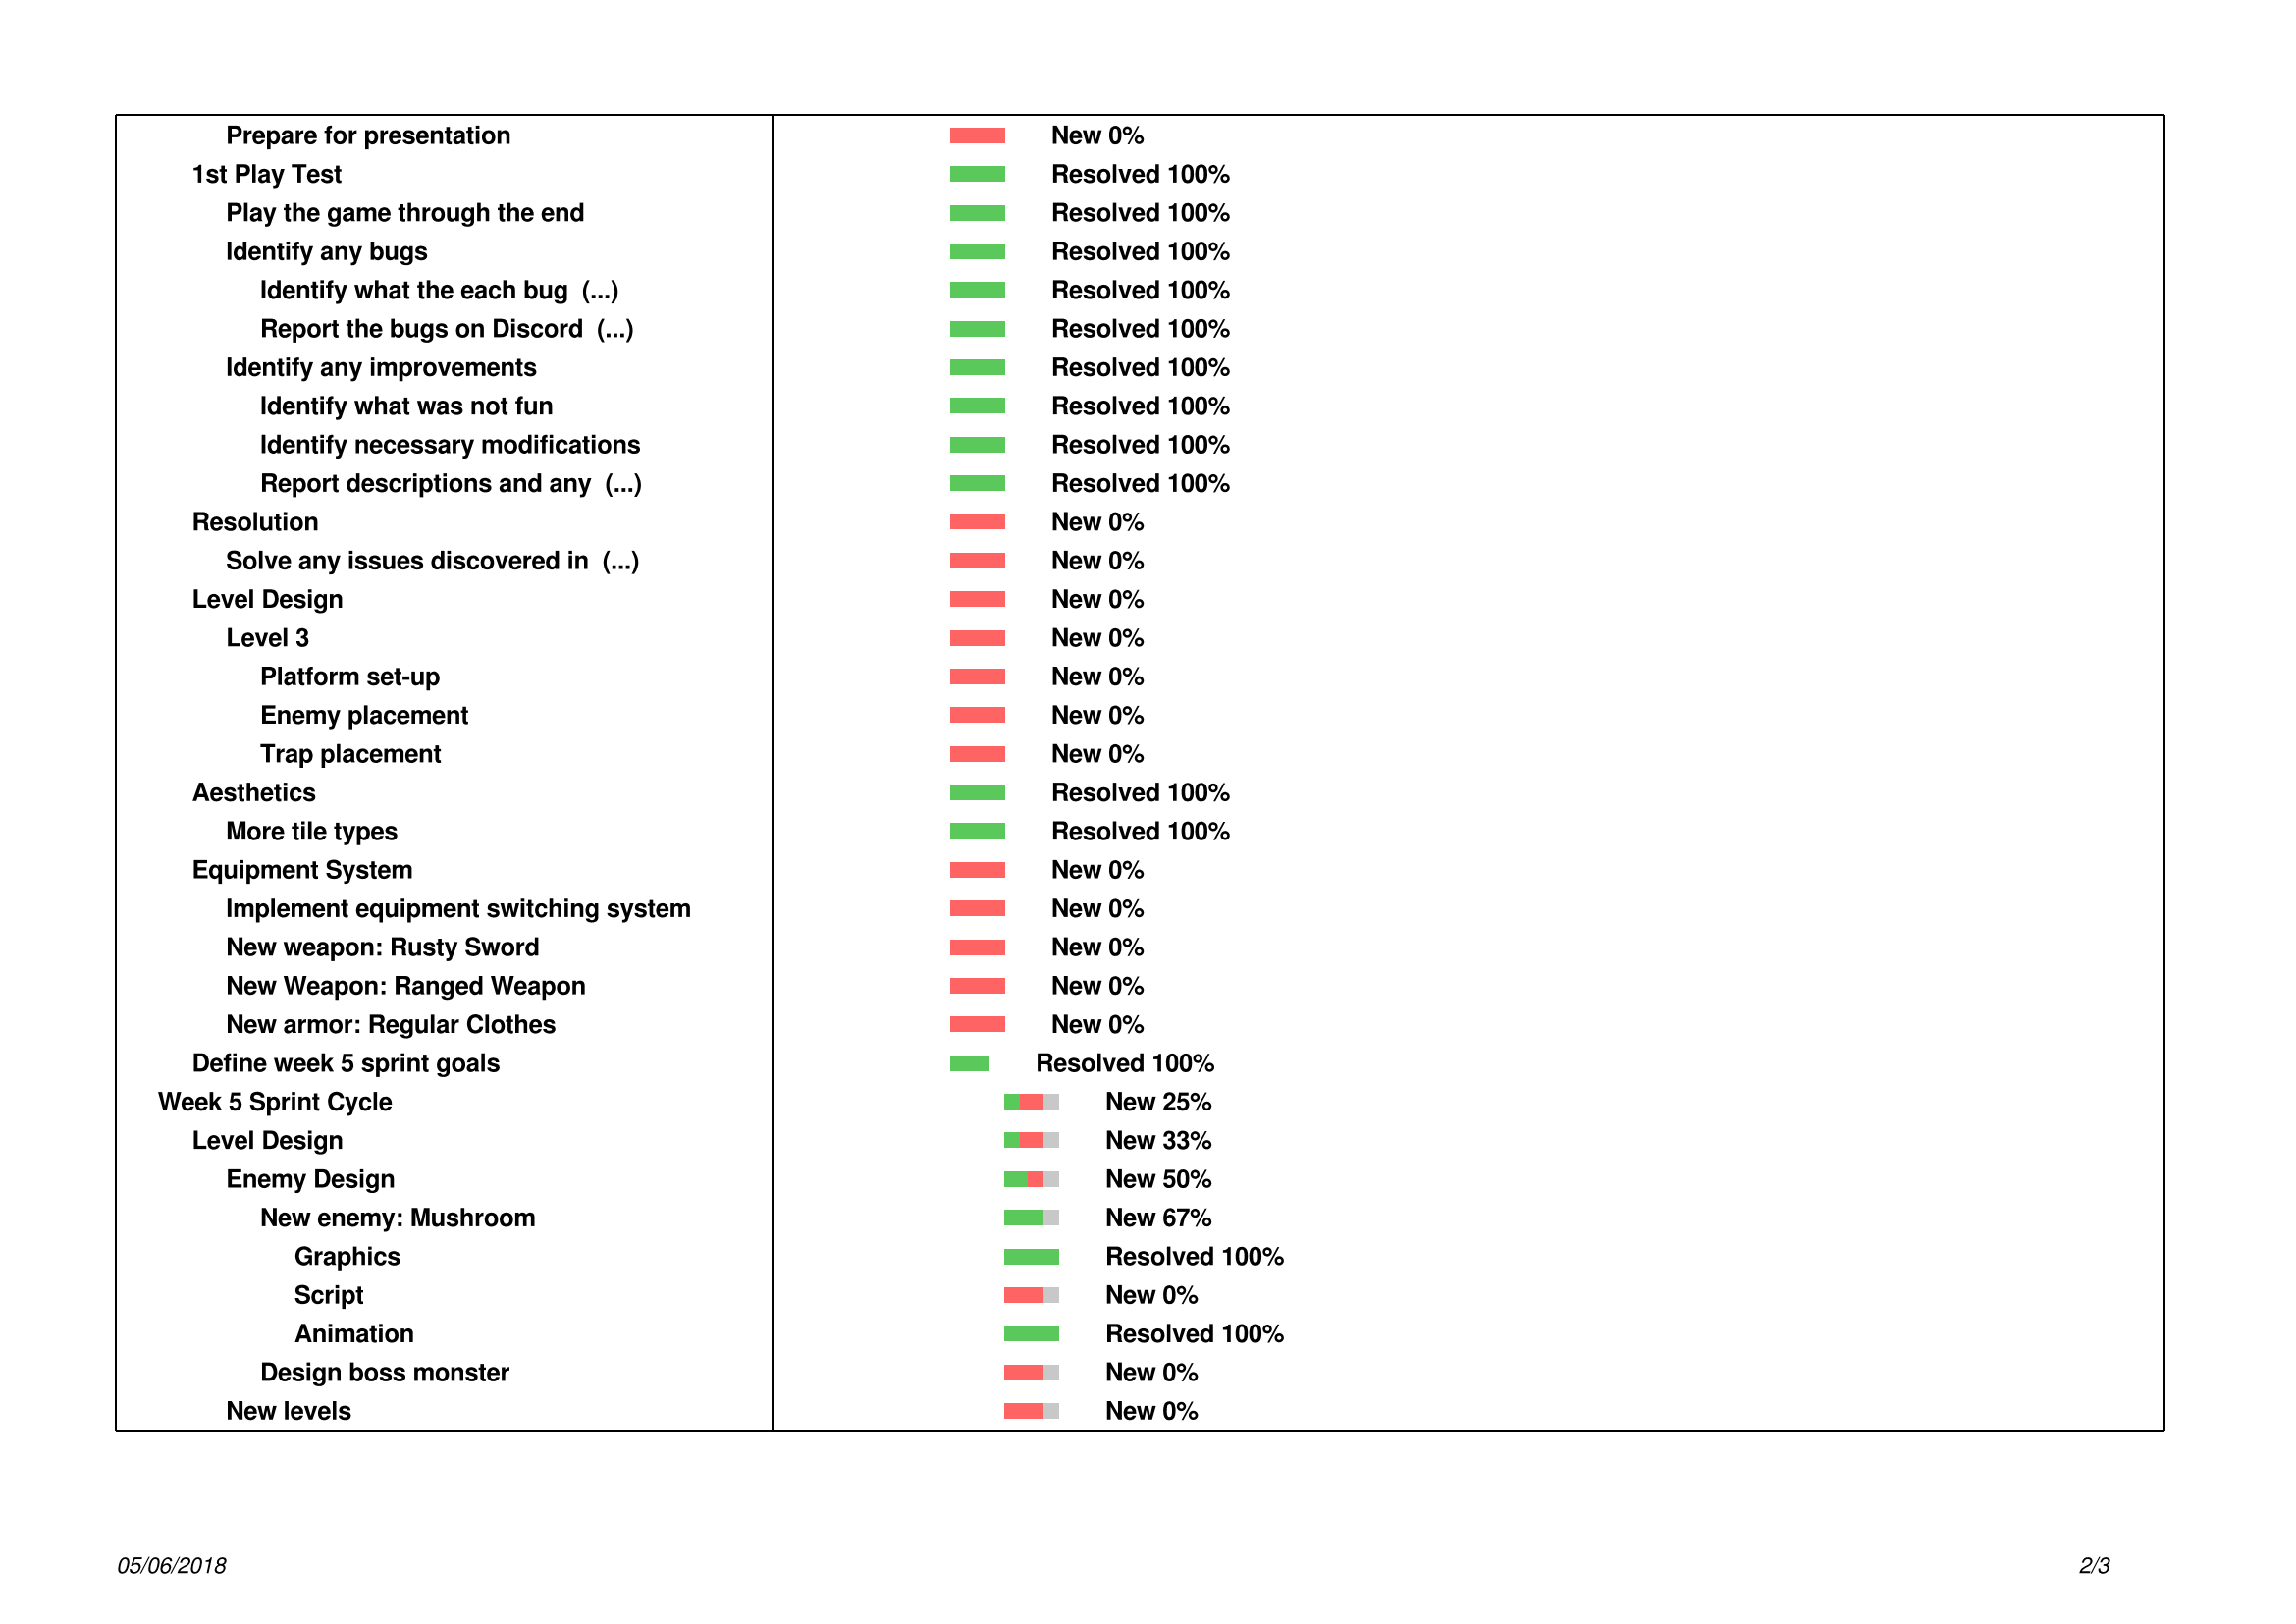 Prepare for presentation New 0%
1st Play Test Resolved 100%
Play the game through the end Resolved 100%
Identify any bugs Resolved 100%
Identify what the each bug (...) Resolved 100%
Report the bugs on Discord (...) Resolved 100%
Identify any improvements Resolved 100%
Identify what was not fun Resolved 100%
Identify necessary modifications Resolved 100%
Report descriptions and any (...) Resolved 100%
Resolution New 0%
Solve any issues discovered in (...) New 0%
Level Design New 0%
Level 3 New 0%
Platform set-up New 0%
Enemy placement New 0%
Trap placement New 0%
Aesthetics Resolved 100%
More tile types Resolved 100%
Equipment System New 0%
Implement equipment switching system New 0%
New weapon: Rusty Sword New 0%
New Weapon: Ranged Weapon New 0%
New armor: Regular Clothes New 0%
Define week 5 sprint goals Resolved 100%
Week 5 Sprint Cycle New 25%
Level Design New 33%
Enemy Design New 50%
New enemy: Mushroom New 67%
Graphics Resolved 100%
Script New 0%
Animation Resolved 100%
Design boss monster New 0%
New levels New 0%
05/06/2018 2/3